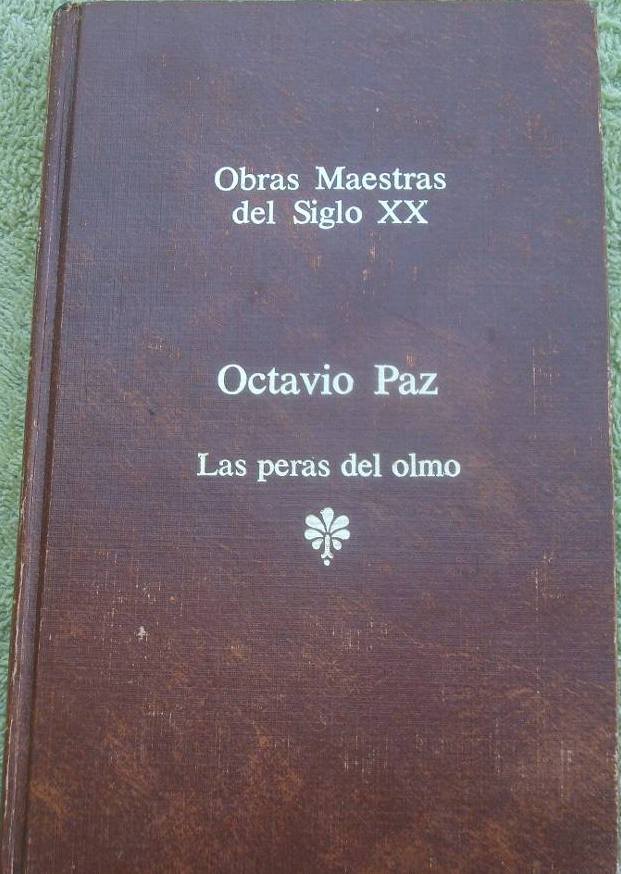 Obras Maestras
del Siglo XX
Octavio Paz
Las peras del olmo